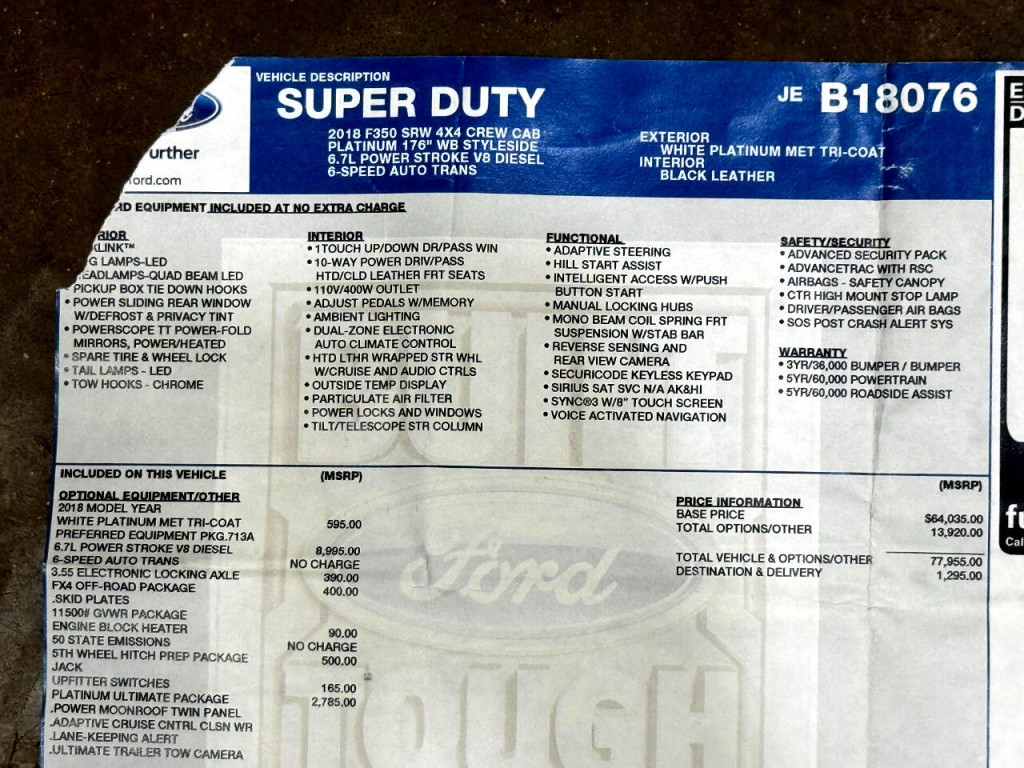 VEHICLE DESCRIPTION
SUPER DUTY
2018 F350 SRW 4X4 CREW CAB
PLATINUM 176" WB STYLESIDE
6.7L POWER STROKE V8 DIESEL
6-SPEED AUTO TRANS
JE B18076
EXTERIOR
WHITE PLATINUM MET TRI-COAT
INTERIOR
BLACK LEATHER
urther
ord.com
RD EQUIPMENT INCLUDED AT NO EXTRA CHARGE
RIOR
KLINK™
G LAMPS-LED
EADLAMPS-QUAD BEAM LED
PICKUP BOX TIE DOWN HOOKS
• POWER SLIDING REAR WINDOW
W/DEFROST & PRIVACY TINT
• POWERSCOPE TT POWER-FOLD
MIRRORS, POWER/HEATED
• SPARE TIRE & WHEEL LOCK
• TAIL LAMPS - LED
• TOW HOOKS - CHROME
INTERIOR
• 1TOUCH UP/DOWN DR/PASS WIN
• 10-WAY POWER DRIV/PASS
HTD/CLD LEATHER FRT SEATS
• 110V/400W OUTLET
• ADJUST PEDALS W/MEMORY
• AMBIENT LIGHTING
• DUAL-ZONE ELECTRONIC
AUTO CLIMATE CONTROL
• HTD LTHR WRAPPED STR WHL
W/CRUISE AND AUDIO CTRLS
• OUTSIDE TEMP DISPLAY
• PARTICULATE AIR FILTER
• POWER LOCKS AND WINDOWS
• TILT/TELESCOPE STR COLUMN
FUNCTIONAL
• ADAPTIVE STEERING
• HILL START ASSIST
• INTELLIGENT ACCESS W/PUSH
BUTTON START
• MANUAL LOCKING HUBS
• MONO BEAM COIL SPRING FRT
SUSPENSION W/STAB BAR
• REVERSE SENSING AND
REAR VIEW CAMERA
• SECURICODE KEYLESS KEYPAD
• SIRIUS SAT SVC N/A AK&HI
• SYNC®3 W/8" TOUCH SCREEN
• VOICE ACTIVATED NAVIGATION
SAFETY/SECURITY
• ADVANCED SECURITY PACK
• ADVANCETRAC WITH RSC
• AIRBAGS - SAFETY CANOPY
• CTR HIGH MOUNT STOP LAMP
• DRIVER/PASSENGER AIR BAGS
• SOS POST CRASH ALERT SYS
WARRANTY
• 3YR/36,000 BUMPER / BUMPER
• 5YR/60,000 POWERTRAIN
• 5YR/60,000 ROADSIDE ASSIST
INCLUDED ON THIS VEHICLE (MSRP)
OPTIONAL EQUIPMENT/OTHER
2018 MODEL YEAR
WHITE PLATINUM MET TRI-COAT 595.00
PREFERRED EQUIPMENT PKG.713A
6.7L POWER STROKE V8 DIESEL 8,995.00
6-SPEED AUTO TRANS NO CHARGE
3.55 ELECTRONIC LOCKING AXLE 390.00
FX4 OFF-ROAD PACKAGE 400.00
.SKID PLATES
11500# GVWR PACKAGE
ENGINE BLOCK HEATER 90.00
50 STATE EMISSIONS NO CHARGE
5TH WHEEL HITCH PREP PACKAGE 500.00
JACK
UPFITTER SWITCHES 165.00
PLATINUM ULTIMATE PACKAGE 2,785.00
.POWER MOONROOF TWIN PANEL
.ADAPTIVE CRUISE CNTRL CLSN WR
.LANE-KEEPING ALERT
.ULTIMATE TRAILER TOW CAMERA
(MSRP)
PRICE INFORMATION
BASE PRICE $64,035.00
TOTAL OPTIONS/OTHER 13,920.00
TOTAL VEHICLE & OPTIONS/OTHER 77,955.00
DESTINATION & DELIVERY 1,295.00
BUILT
Ford
TOUGH
E
D
fu
Cal